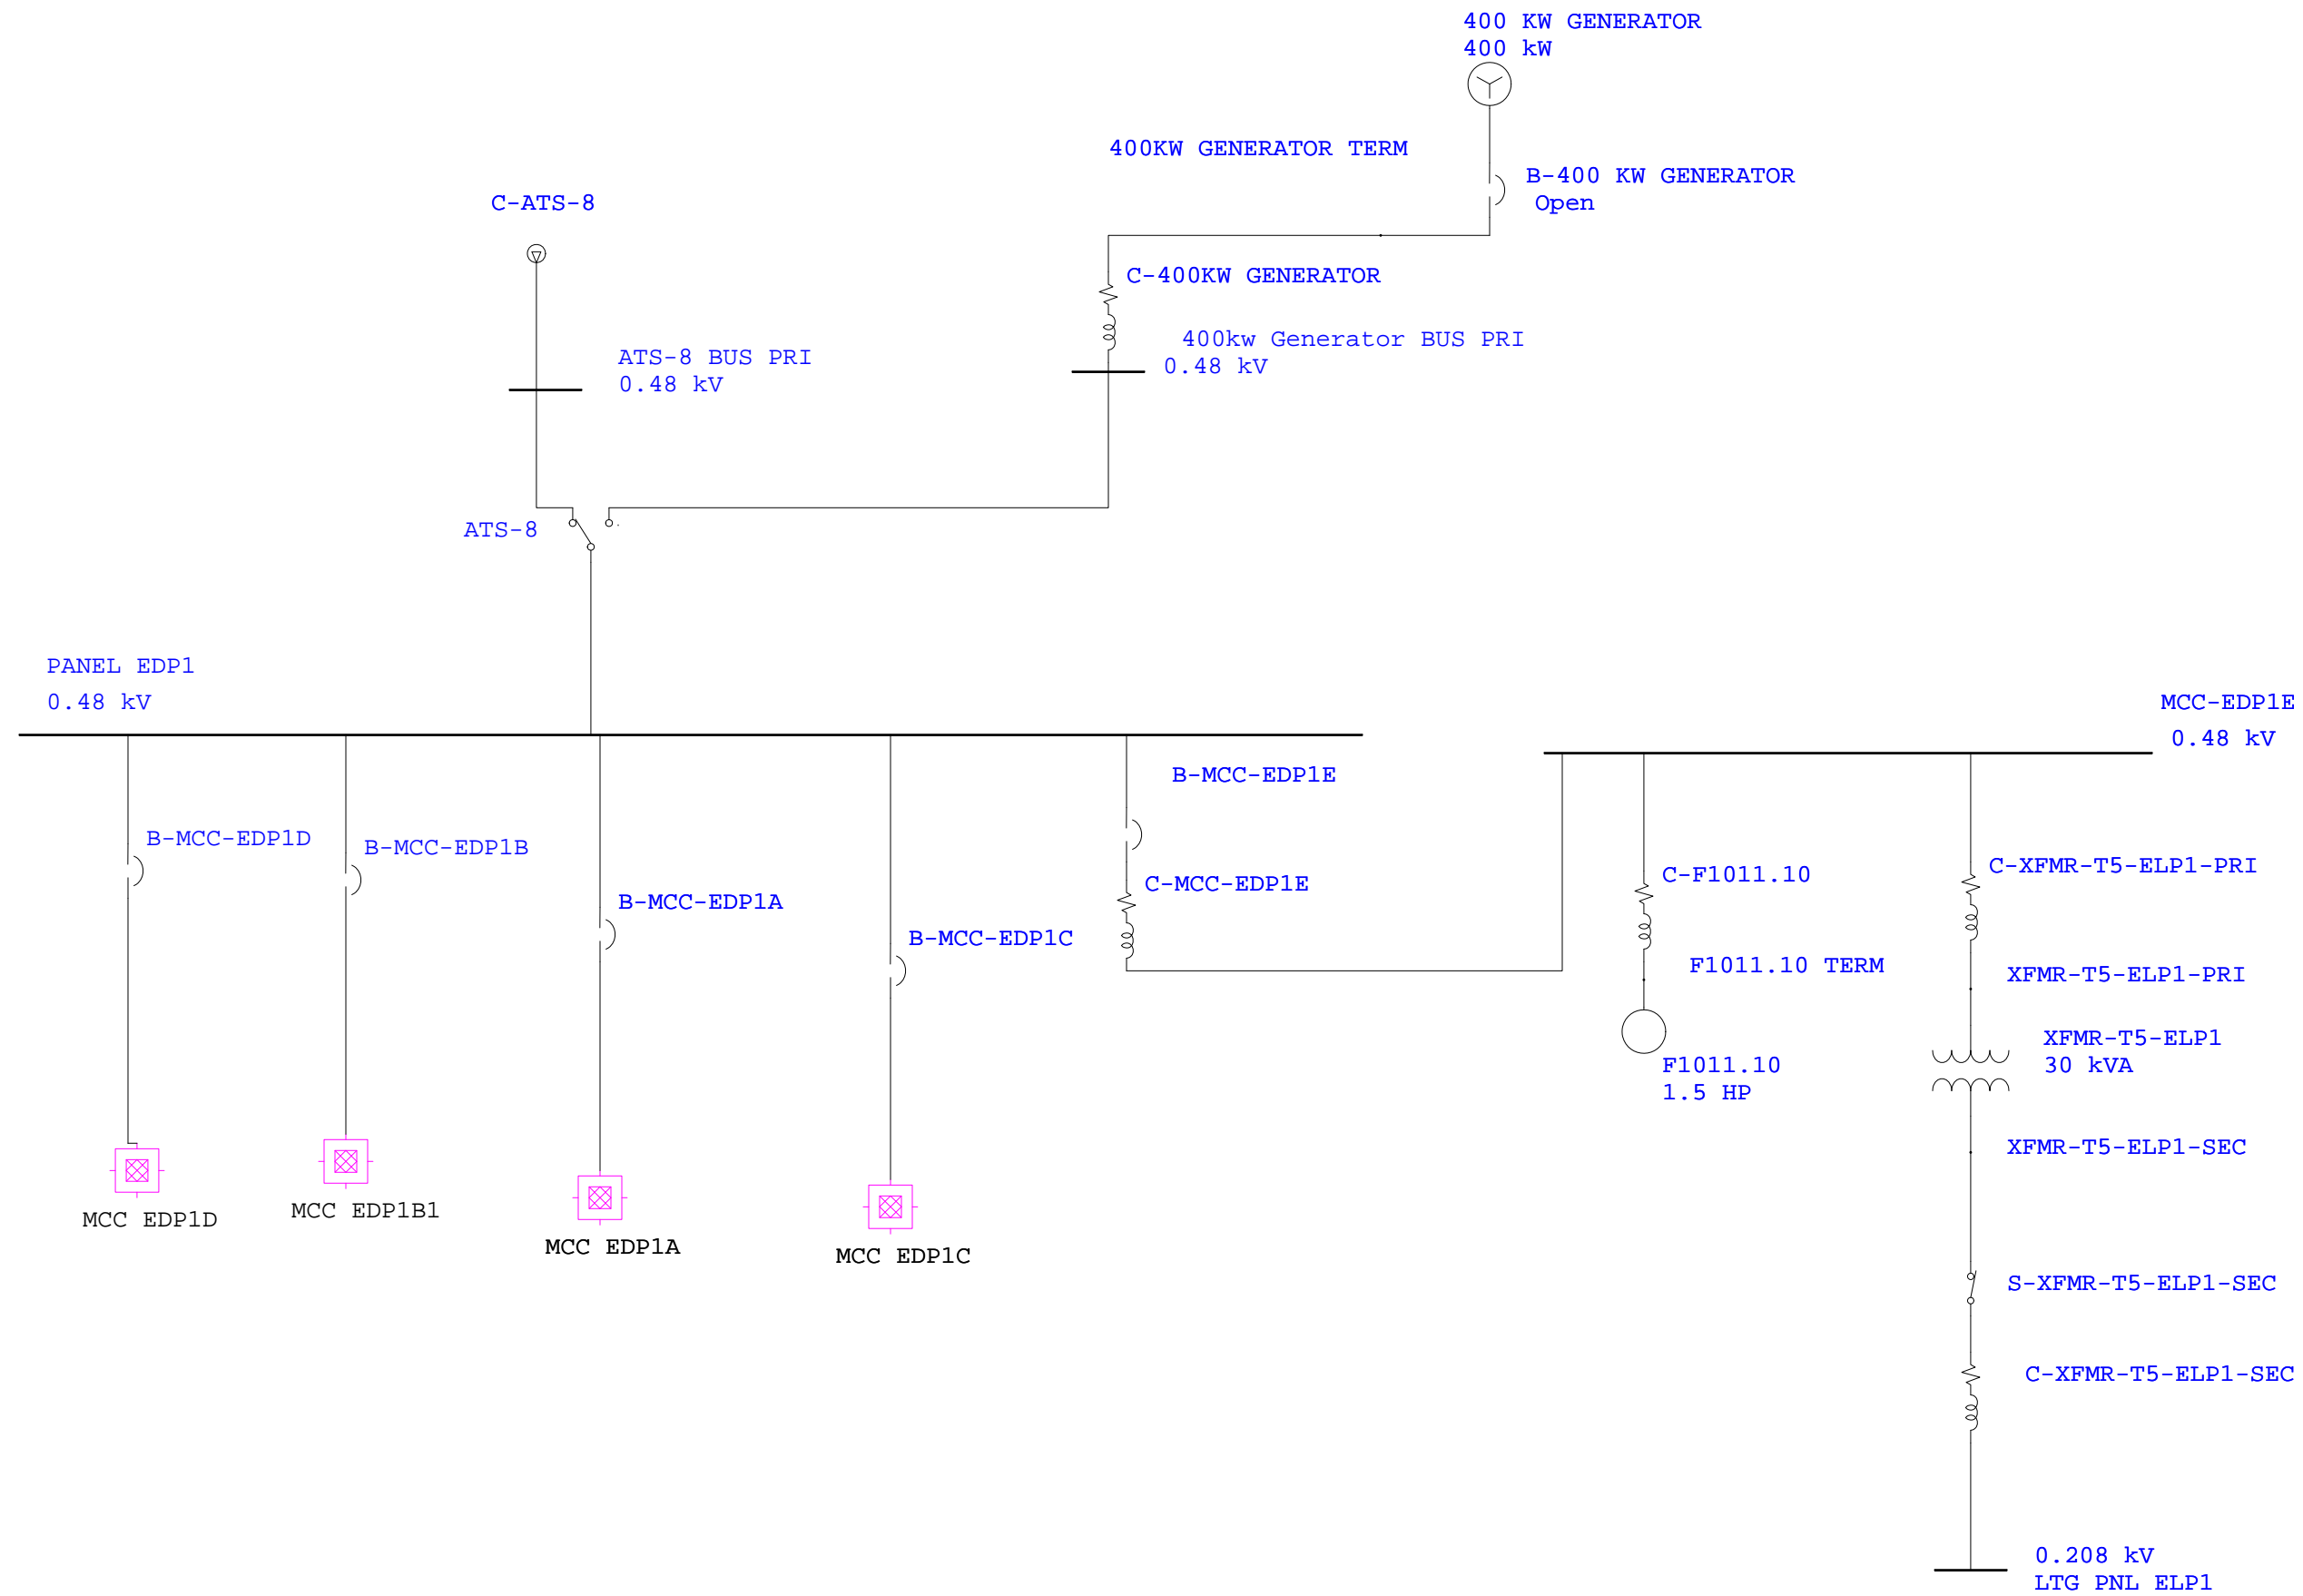 400 KW GENERATOR
400 kW
400KW GENERATOR TERM
B-400 KW GENERATOR
Open
C-ATS-8
C-400KW GENERATOR
400kw Generator BUS PRI
0.48 kV
ATS-8 BUS PRI
0.48 kV
ATS-8
PANEL EDP1
0.48 kV
MCC-EDP1E
0.48 kV
B-MCC-EDP1E
B-MCC-EDP1D
B-MCC-EDP1B
B-MCC-EDP1A
B-MCC-EDP1C
C-MCC-EDP1E
C-F1011.10
C-XFMR-T5-ELP1-PRI
F1011.10 TERM
XFMR-T5-ELP1-PRI
XFMR-T5-ELP1
30 kVA
F1011.10
1.5 HP
XFMR-T5-ELP1-SEC
MCC EDP1D
MCC EDP1B1
MCC EDP1A
MCC EDP1C
S-XFMR-T5-ELP1-SEC
C-XFMR-T5-ELP1-SEC
0.208 kV
LTG PNL ELP1